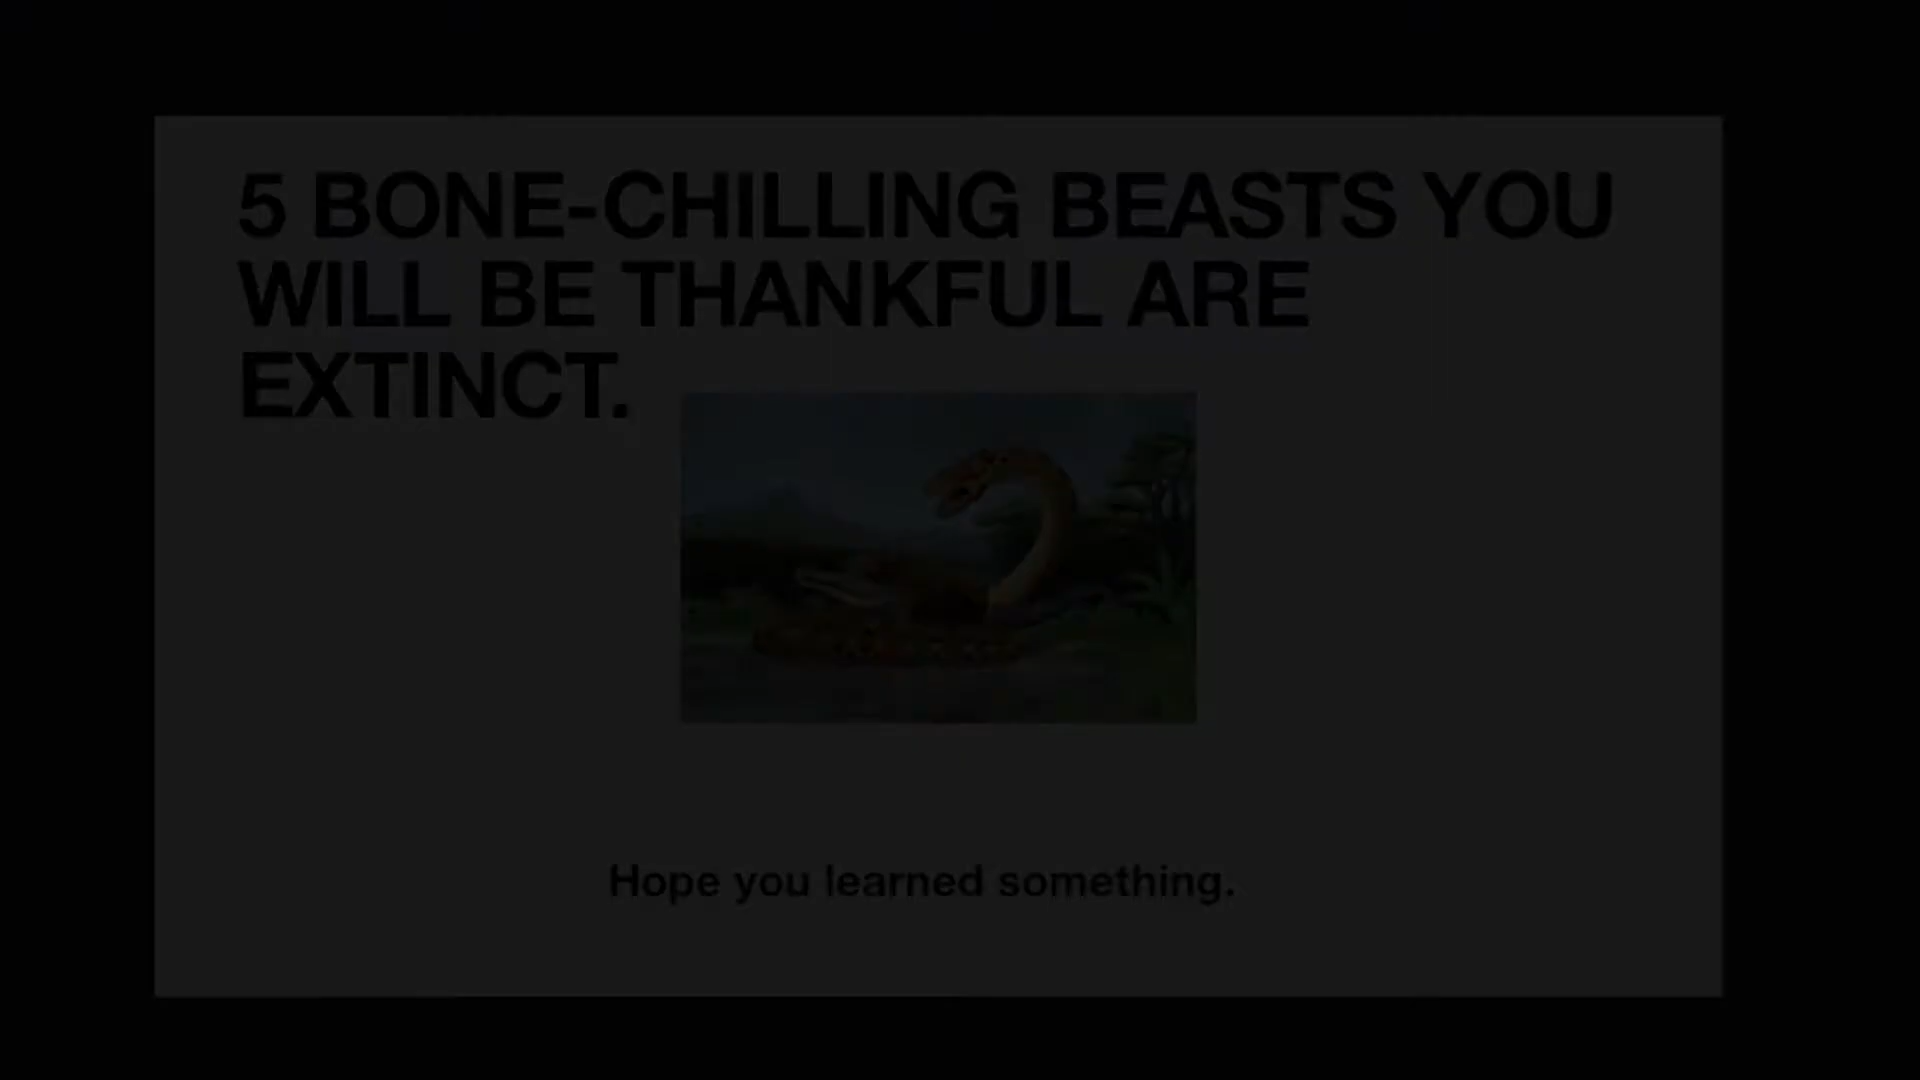 5 BONE-CHILLING BEASTS YOU
WILL BE THANKFUL ARE
EXTINCT.
Hope you learned something.